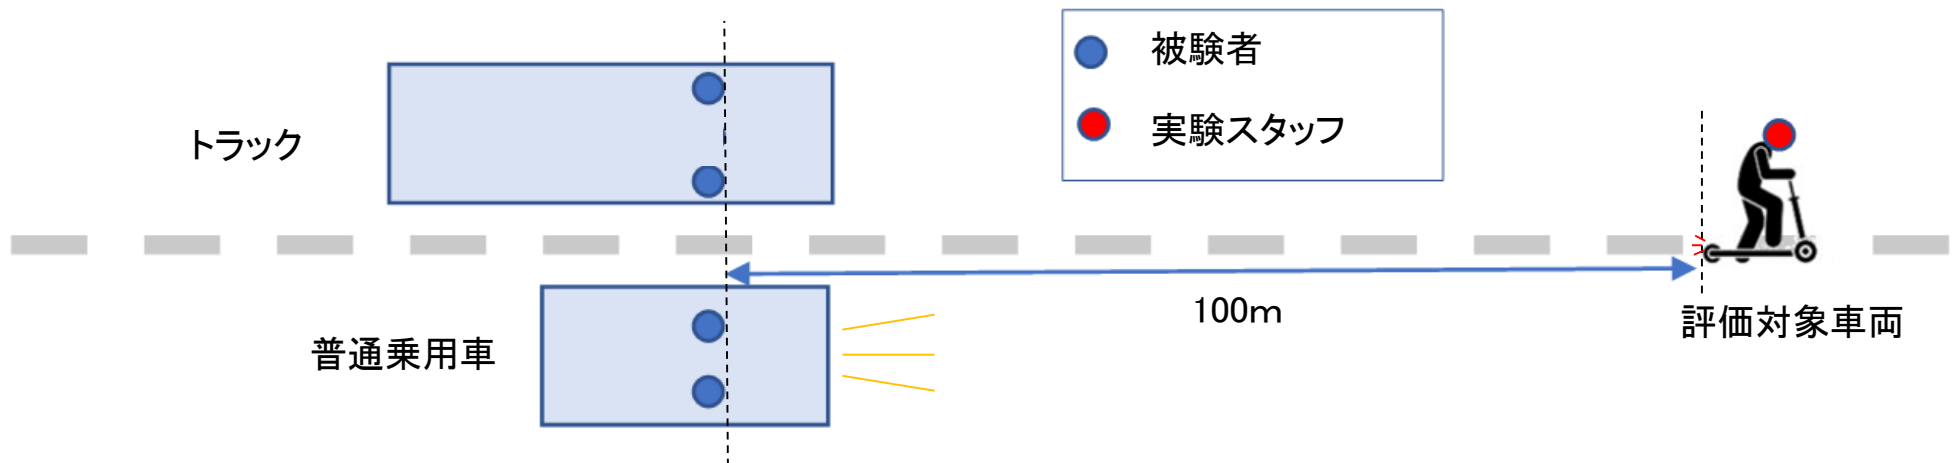 被験者
実験スタッフ
トラック
100m
普通乗用車
評価対象車両